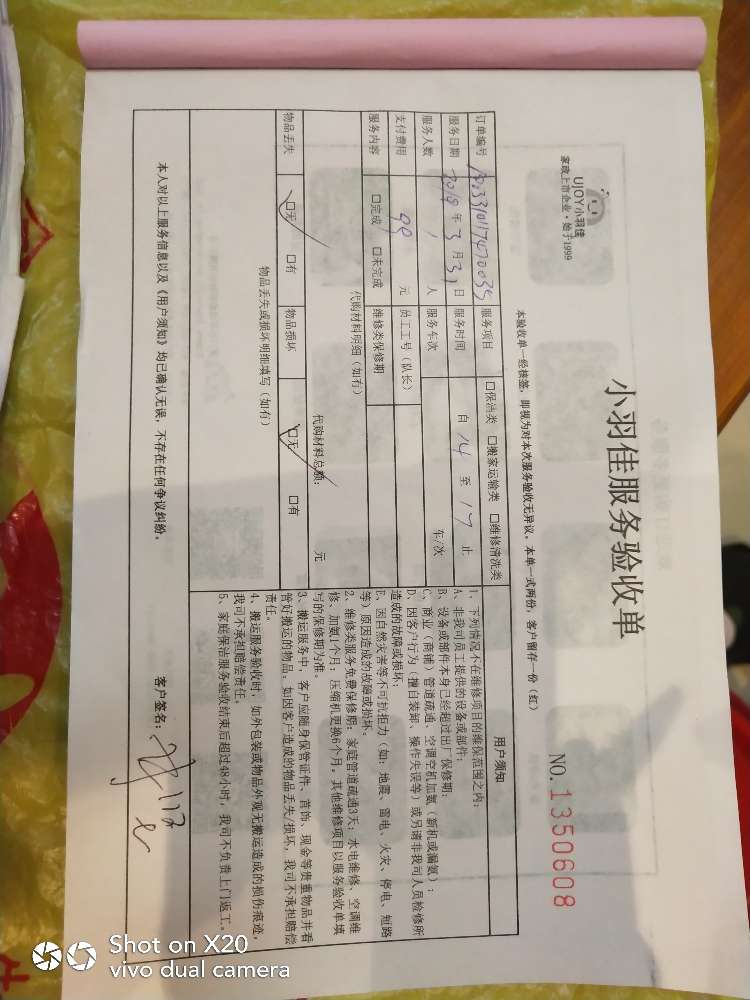 UJOY小羽佳
家政上市企业·始于1999
小羽佳服务验收单
NO.1350608
本验收单一经核签，即视为对本次服务验收无异议，本单一式两份，客户留存一份（红）
订单编号 服务项目 □保洁类 □搬家运输类 □维修清洗类
服务日期 2018年3月31日 服务时间 自14至17止
服务人数 1人 服务车次 车/次
支付费用 99元 员工工号（队长）
服务内容 □完成 □未完成 维修类保修期
代购材料明细（如有）
代购材料总额： 元
物品丢失 □无 □有 物品损坏 □无 □有
物品丢失或损坏明细填写（如有）
用户须知
1、下列情况不在维修项目的维保范围之内：
A、非我司员工提供的设备或部件；
B、设备或部件本身已经超过出厂保修期；
C、商业（商铺）管道疏通、空调空机加氨（新机或漏氨）；
D、因客户行为（擅自装卸、操作失误等）或另请非我司人员检修所
造成的故障或损坏；
E、因自然灾害等不可抗拒力（如：地震、雷电、火灾、停电、短路
等）原因造成的故障或损坏。
2、维修类服务免费保修期：家庭管道疏通3天；水电维修、空调维
修、加氨1个月；压缩机更换6个月。其他维修项目以服务验收单填
写的保修期为准。
3、搬运服务中，客户应随身保管证件、首饰、现金等贵重物品并看
管好搬运的物品。如因客户造成的物品丢失/损坏，我司不承担赔偿
责任。
4、搬运服务验收时，如外包装或物品外观无搬运造成的损伤痕迹，
我司不承担赔偿责任。
5、家庭保洁服务验收结束后超过48小时，我司不负责上门返工。
本人对以上服务信息以及《用户须知》均已确认无误，不存在任何争议纠纷。
客户签名：
Shot on X20
vivo dual camera